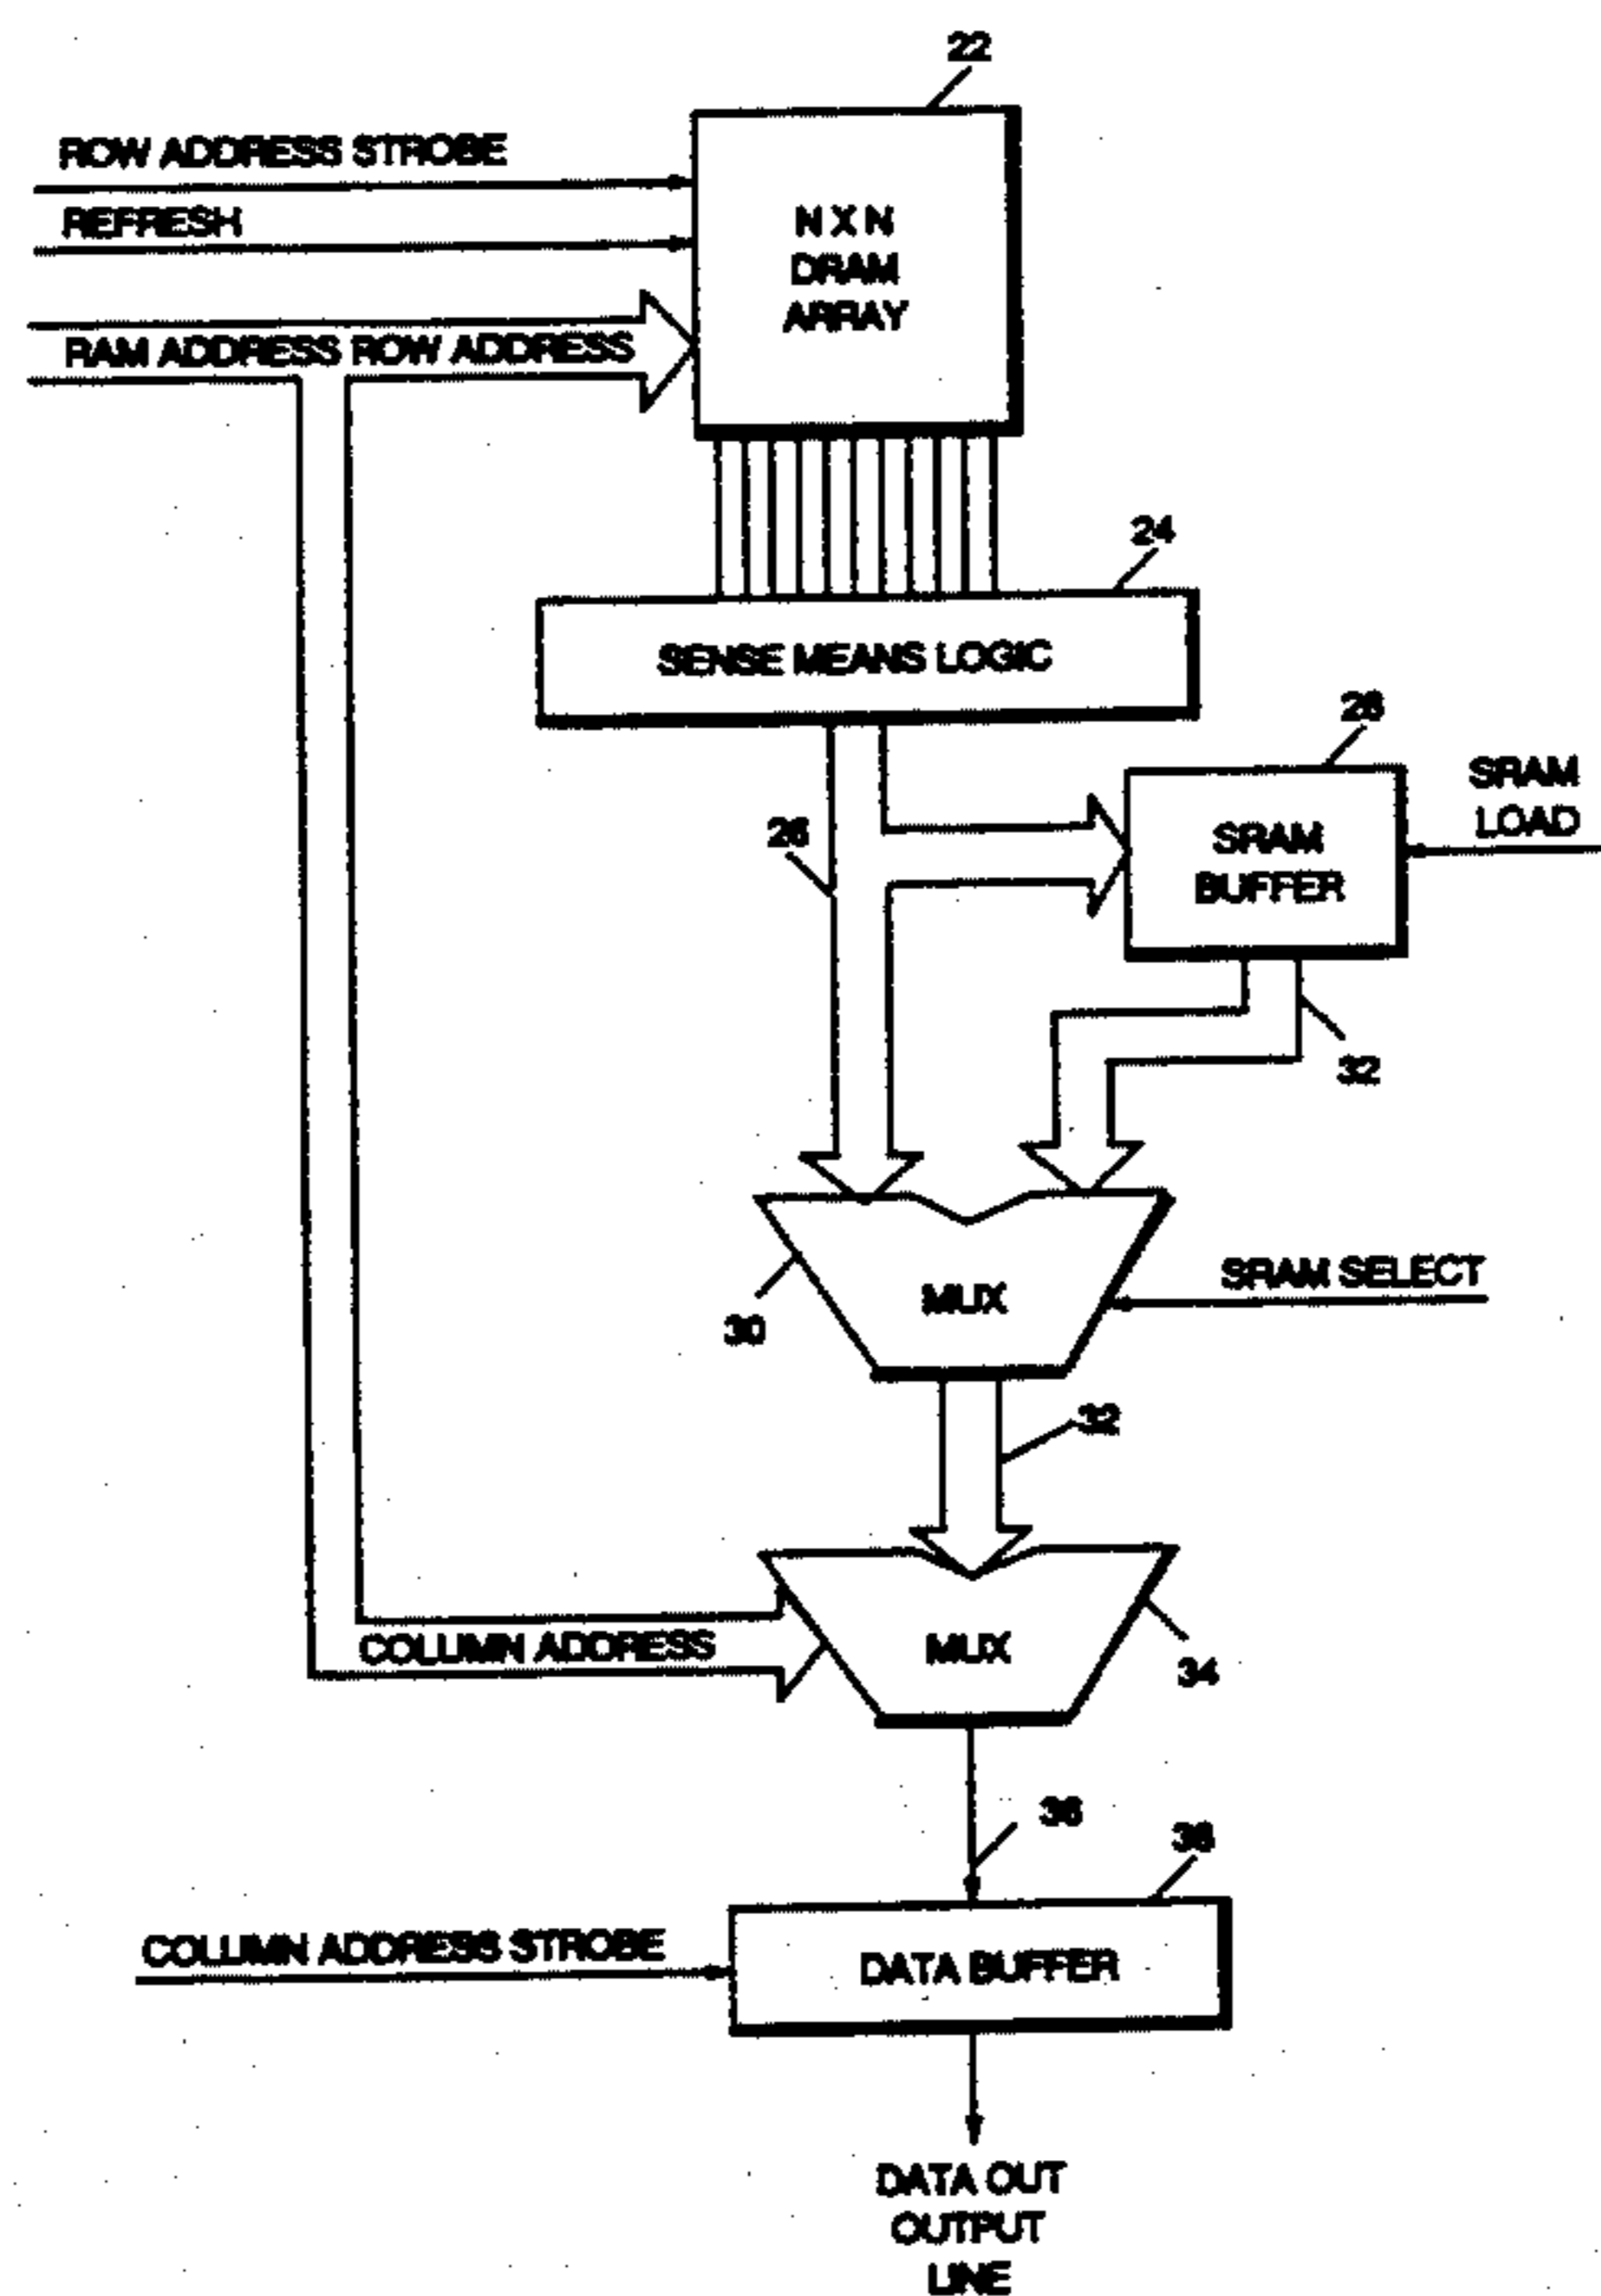 22
ROW ADDRESS STROBE
REFRESH
N X N
DRAM
ARRAY
RAM ADDRESS ROW ADDRESS
24
SENSE MEANS LOGIC
28
SRAM
LOAD
26
SRAM
BUFFER
32
SRAM SELECT
MUX
30
32
COLUMN ADDRESS
MUX
34
36
38
COLUMN ADDRESS STROBE
DATA BUFFER
DATA OUT
OUTPUT
LINE